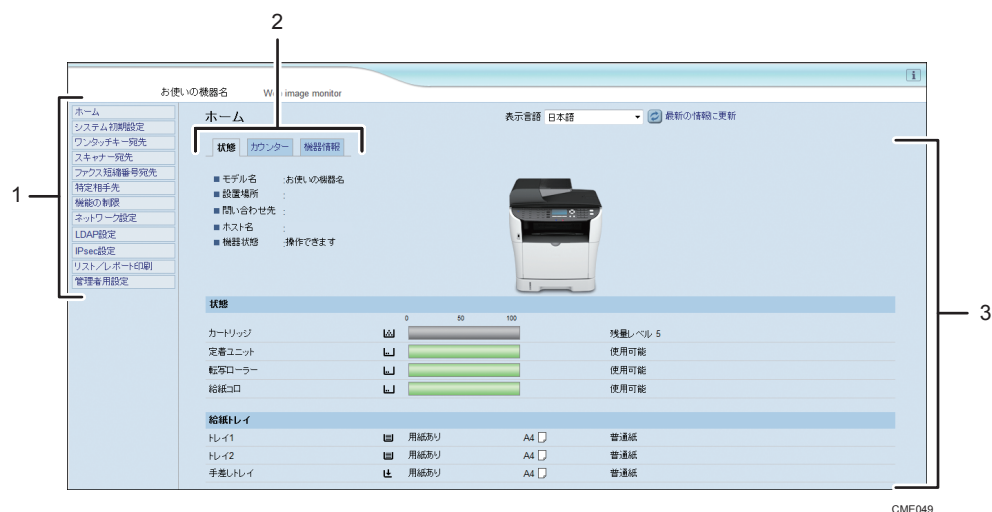 2
お使いの機器名 Web image monitor
ホーム
システム初期設定
ワンタッチキー宛先
スキャナー宛先
ファクス短縮番号宛先
特定相手先
機能の制限
ネットワーク設定
LDAP設定
IPsec設定
リスト／レポート印刷
管理者用設定
1
ホーム
表示言語 日本語 最新の情報に更新
状態 カウンター 機器情報
モデル名 :お使いの機器名
設置場所 :
問い合わせ先 :
ホスト名 :
機器状態 :操作できます
状態
0 50 100
カートリッジ 残量レベル 5
定着ユニット 使用可能
転写ローラー 使用可能
給紙コロ 使用可能
給紙トレイ
トレイ1 用紙あり A4 普通紙
トレイ2 用紙あり A4 普通紙
手差しトレイ 用紙あり A4 普通紙
3
CMF049